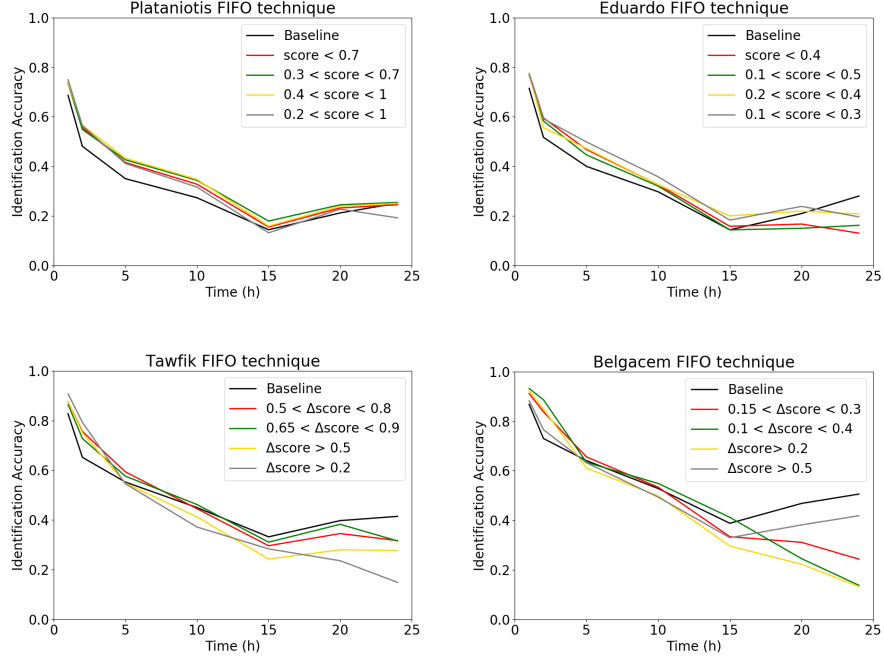 Plataniotis FIFO technique
Identification Accuracy
1.0
0.8
0.6
0.4
0.2
0.0
Baseline
score < 0.7
0.3 < score < 0.7
0.4 < score < 1
0.2 < score < 1
0 5 10 15 20 25
Time (h)
Eduardo FIFO technique
Identification Accuracy
1.0
0.8
0.6
0.4
0.2
0.0
Baseline
score < 0.4
0.1 < score < 0.5
0.2 < score < 0.4
0.1 < score < 0.3
0 5 10 15 20 25
Time (h)
Tawfik FIFO technique
Identification Accuracy
1.0
0.8
0.6
0.4
0.2
0.0
Baseline
0.5 < Δscore < 0.8
0.65 < Δscore < 0.9
Δscore > 0.5
Δscore > 0.2
0 5 10 15 20 25
Time (h)
Belgacem FIFO technique
Identification Accuracy
1.0
0.8
0.6
0.4
0.2
0.0
Baseline
0.15 < Δscore < 0.3
0.1 < Δscore < 0.4
Δscore> 0.2
Δscore > 0.5
0 5 10 15 20 25
Time (h)